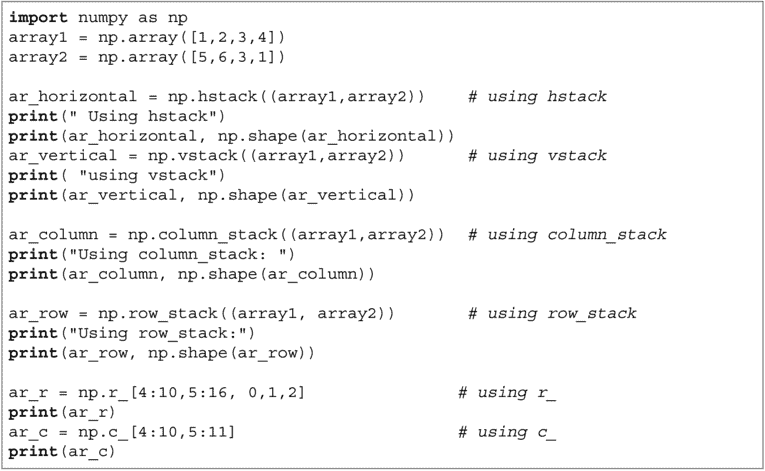 import numpy as np
array1 = np.array([1,2,3,4])
array2 = np.array([5,6,3,1])
ar_horizontal = np.hstack((array1,array2)) # using hstack
print(" Using hstack")
print(ar_horizontal, np.shape(ar_horizontal))
ar_vertical = np.vstack((array1,array2)) # using vstack
print( "using vstack")
print(ar_vertical, np.shape(ar_vertical))
ar_column = np.column_stack((array1,array2)) # using column_stack
print("Using column_stack: ")
print(ar_column, np.shape(ar_column))
ar_row = np.row_stack((array1, array2)) # using row_stack
print("Using row_stack:")
print(ar_row, np.shape(ar_row))
ar_r = np.r_[4:10,5:16, 0,1,2] # using r_
print(ar_r)
ar_c = np.c_[4:10,5:11] # using c_
print(ar_c)